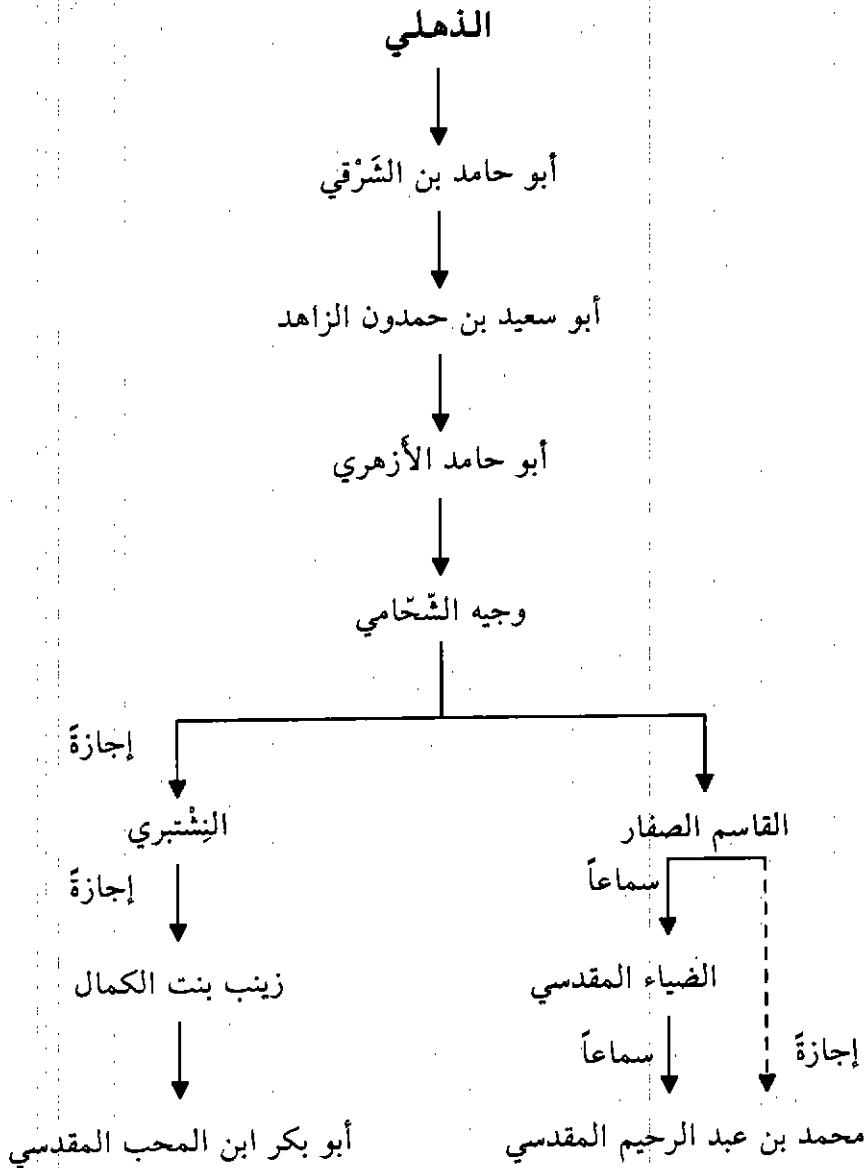 الذهلي
أبو حامد بن الشَرْقي
أبو سعيد بن حمدون الزاهد
أبو حامد الأزهري
وجيه الشّحّامي
إجازةً
القاسم الصفار
النِشْتبري
سماعاً
إجازةً
الضياء المقدسي
زينب بنت الكمال
إجازةً
سماعاً
محمد بن عبد الرحيم المقدسي
أبو بكر ابن المحب المقدسي